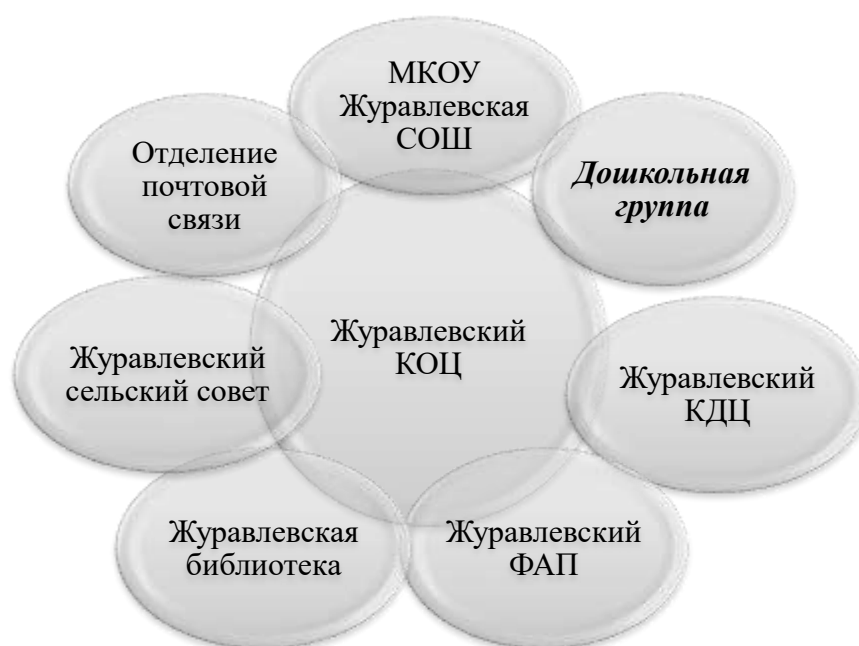 МКОУ
Журавлевская
СОШ
Дошкольная
группа
Отделение
почтовой
связи
Журавлевский
КОЦ
Журавлевский
сельский совет
Журавлевский
КДЦ
Журавлевская
библиотека
Журавлевский
ФАП